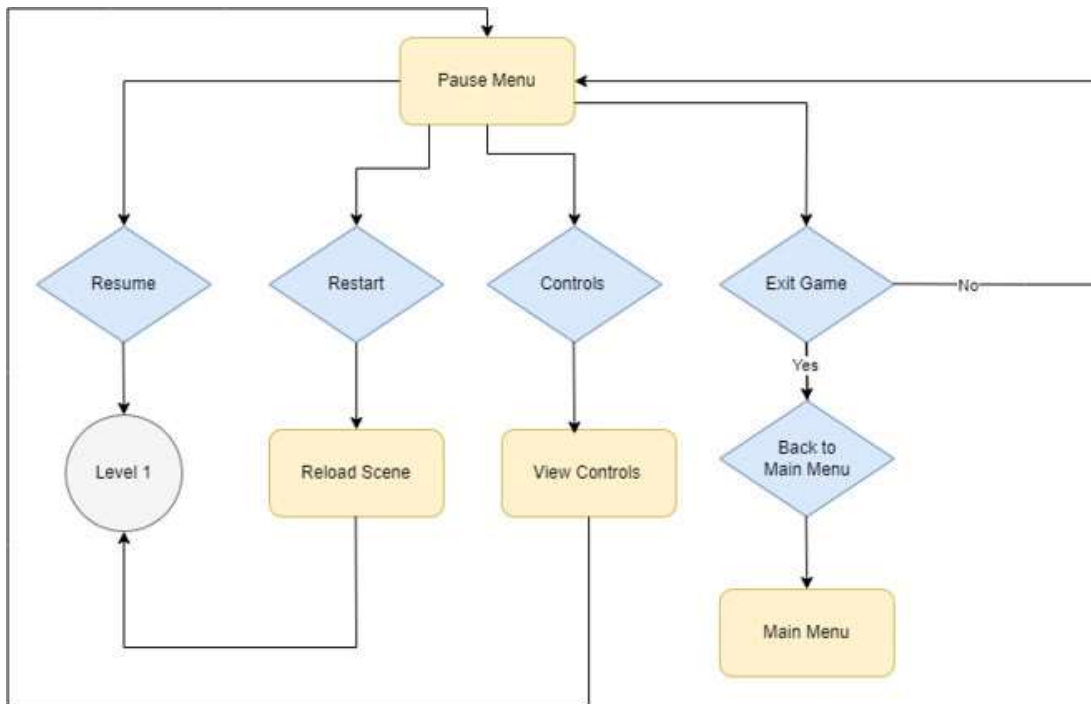 Pause Menu
Resume
Restart
Controls
Exit Game
No
Yes
Level 1
Reload Scene
View Controls
Back to
Main Menu
Main Menu